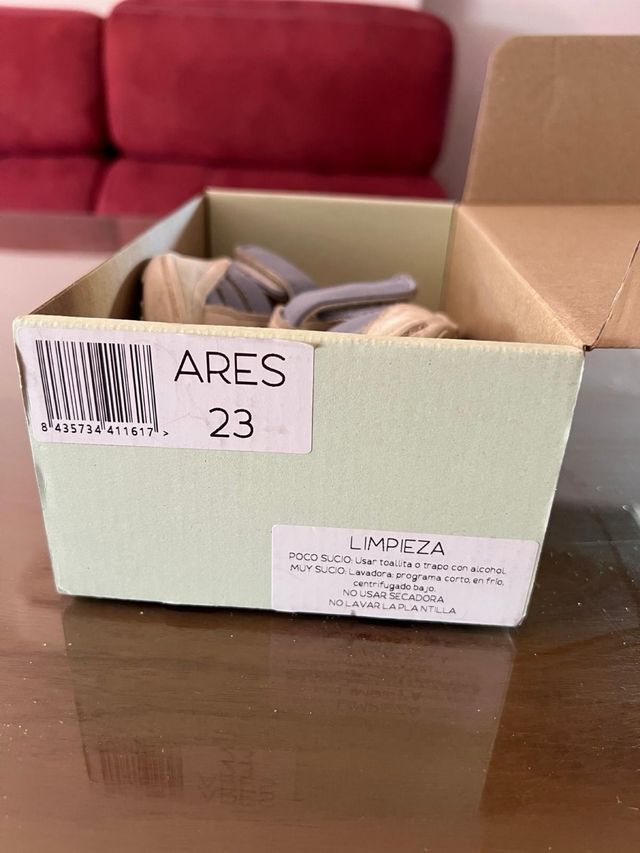 ARES
23
8 435734 411617 >
LIMPIEZA
POCO SUCIO: Usar toallita o trapo con alcohol.
MUY SUCIO: Lavadora: programa corto, en frío,
centrifugado bajo.
NO USAR SECADORA
NO LAVAR LA PLANTILLA